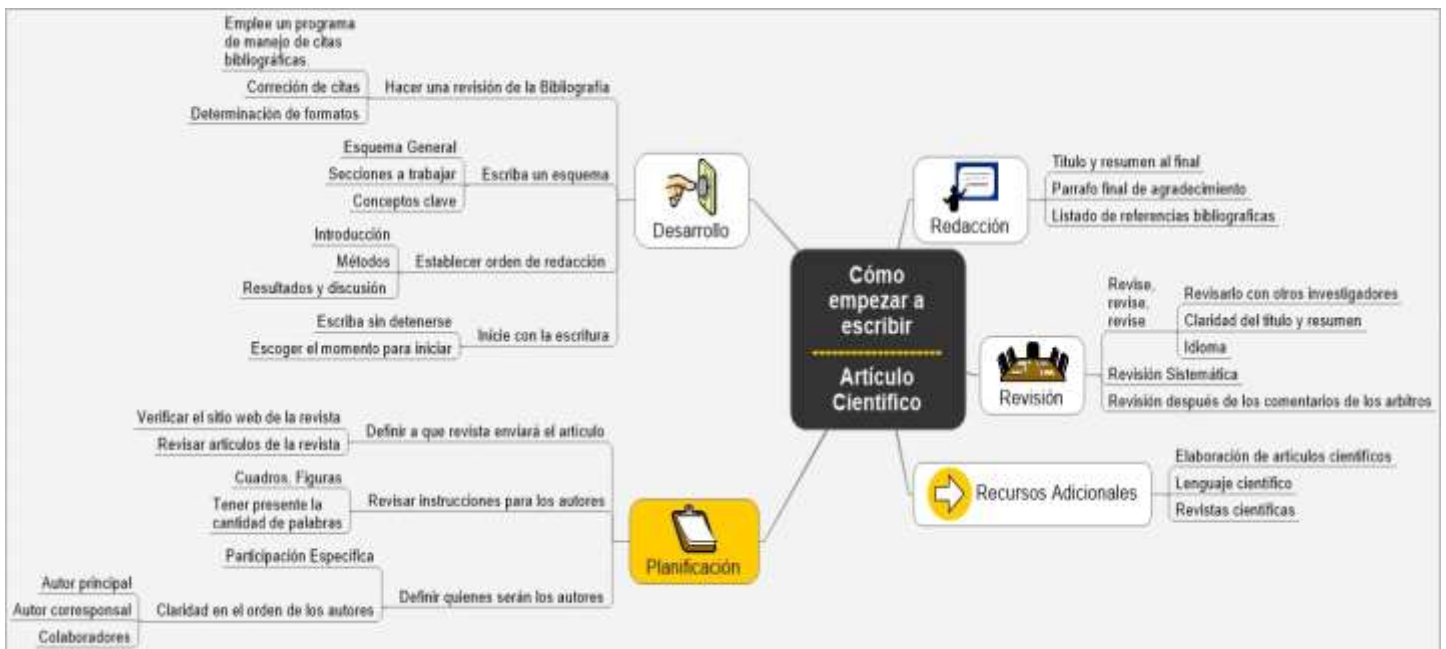 Cómo
empezar a
escribir
Artículo
Científico
Desarrollo
Hacer una revisión de la Bibliografía
Emplee un programa
de manejo de citas
bibliográficas.
Correción de citas
Determinación de formatos
Escriba un esquema
Esquema General
Secciones a trabajar
Conceptos clave
Establecer orden de redacción
Introducción
Métodos
Resultados y discusión
Inicie con la escritura
Escriba sin detenerse
Escoger el momento para iniciar
Planificación
Definir a que revista enviará el artículo
Verificar el sitio web de la revista
Revisar artículos de la revista
Revisar instrucciones para los autores
Cuadros, Figuras
Tener presente la
cantidad de palabras
Definir quienes serán los autores
Participación Específica
Claridad en el orden de los autores
Autor principal
Autor corresponsal
Colaboradores
Redacción
Título y resumen al final
Parrafo final de agradecimiento
Listado de referencias bibliograficas
Revisión
Revise,
revise,
revise
Revisarlo con otros investigadores
Claridad del título y resumen
Idioma
Revisión Sistemática
Revisión después de los comentarios de los arbitros
Recursos Adicionales
Elaboración de artículos científicos
Lenguaje científico
Revistas científicas